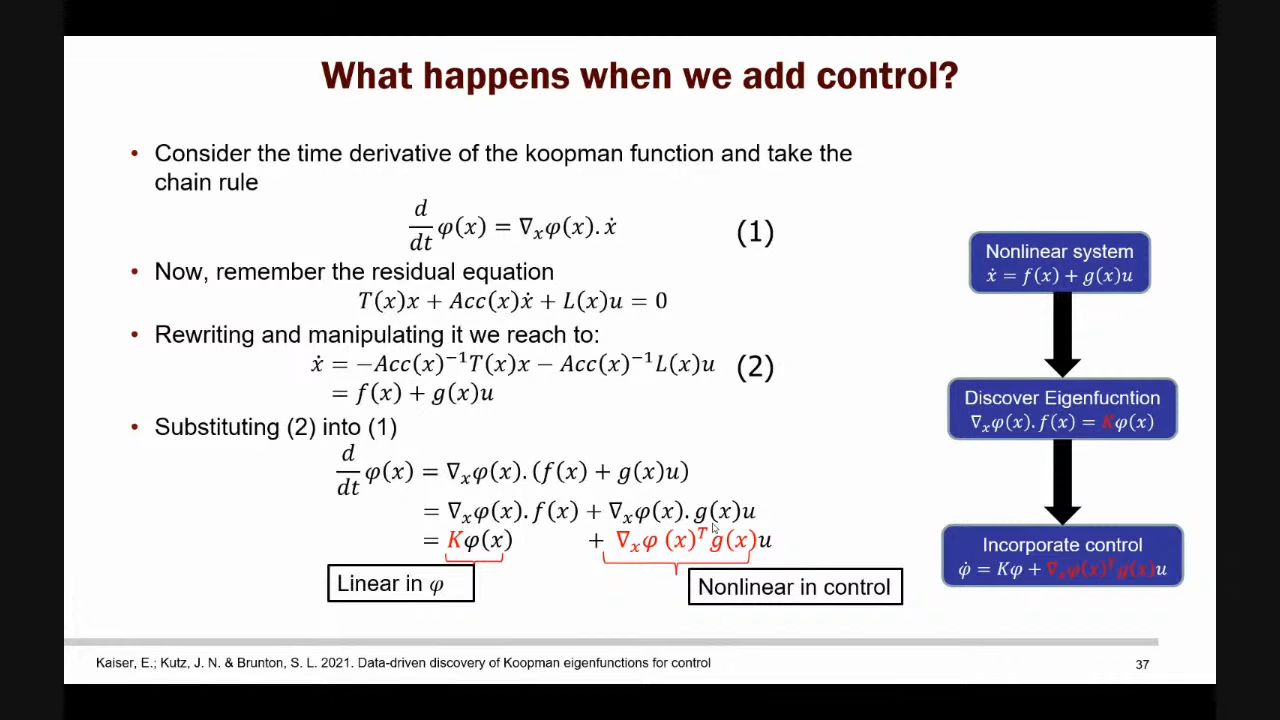 What happens when we add control?
• Consider the time derivative of the koopman function and take the
chain rule
d/dt φ(x) = ∇ₓφ(x). ẋ (1)
• Now, remember the residual equation
T(x)x + Acc(x)ẋ + L(x)u = 0
• Rewriting and manipulating it we reach to:
ẋ = −Acc(x)⁻¹T(x)x − Acc(x)⁻¹L(x)u (2)
= f(x) + g(x)u
• Substituting (2) into (1)
d/dt φ(x) = ∇ₓφ(x). (f(x) + g(x)u)
= ∇ₓφ(x). f(x) + ∇ₓφ(x). g(x)u
= Kφ(x) + ∇ₓφ (x)ᵀg(x)u
Linear in φ
Nonlinear in control
Nonlinear system
ẋ = f(x) + g(x)u
Discover Eigenfucntion
∇ₓφ(x). f(x) = Kφ(x)
Incorporate control
φ̇ = Kφ + ∇ₓφ(x)ᵀg(x)u
Kaiser, E.; Kutz, J. N. & Brunton, S. L. 2021. Data-driven discovery of Koopman eigenfunctions for control
37